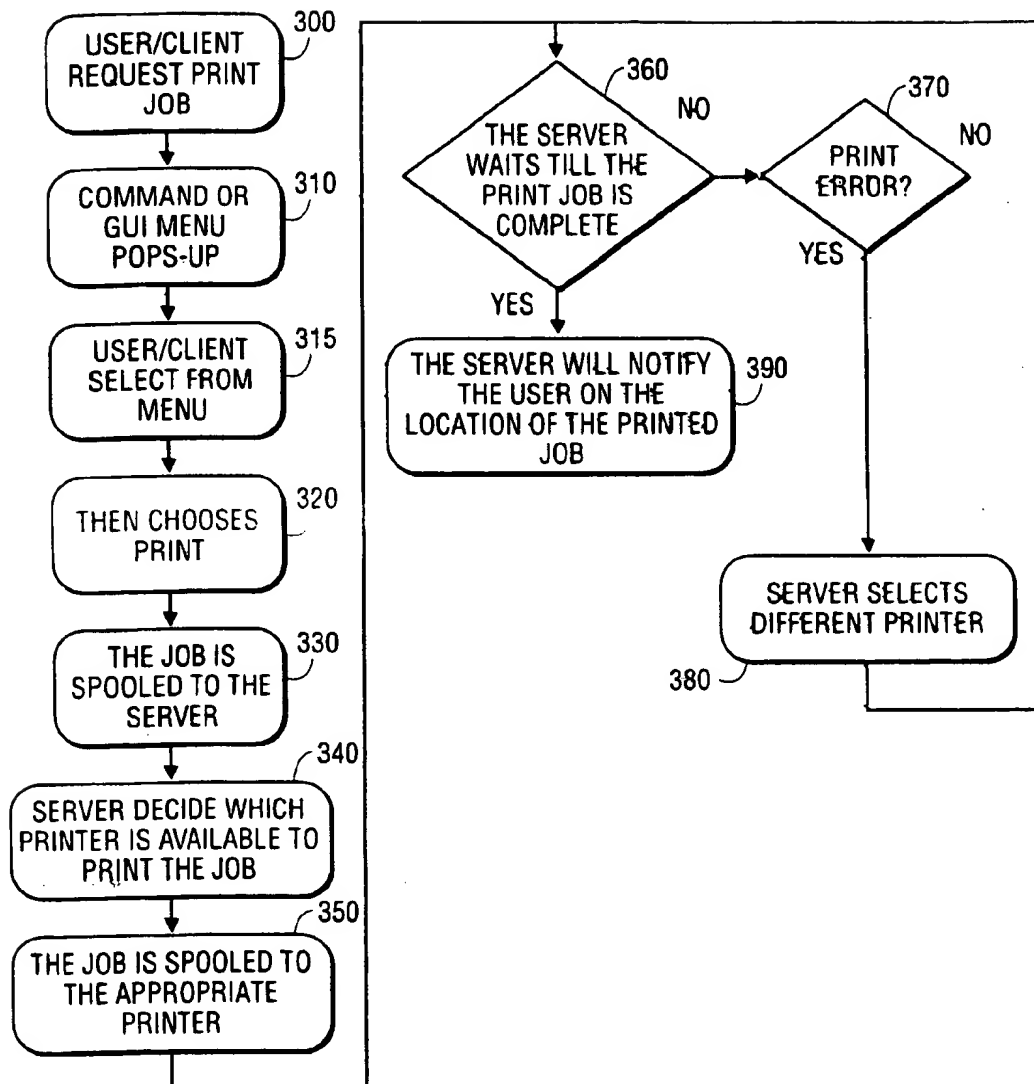 USER/CLIENT
REQUEST PRINT
JOB
300
COMMAND OR
GUI MENU
POPS-UP
310
USER/CLIENT
SELECT FROM
MENU
315
THEN CHOOSES
PRINT
320
THE JOB IS
SPOOLED TO THE
SERVER
330
SERVER DECIDE WHICH
PRINTER IS AVAILABLE TO
PRINT THE JOB
340
THE JOB IS SPOOLED TO
THE APPROPRIATE
PRINTER
350
THE SERVER
WAITS TILL THE
PRINT JOB IS
COMPLETE
360
NO
YES
PRINT
ERROR?
370
NO
YES
THE SERVER WILL NOTIFY
THE USER ON THE
LOCATION OF THE PRINTED
JOB
390
SERVER SELECTS
DIFFERENT PRINTER
380